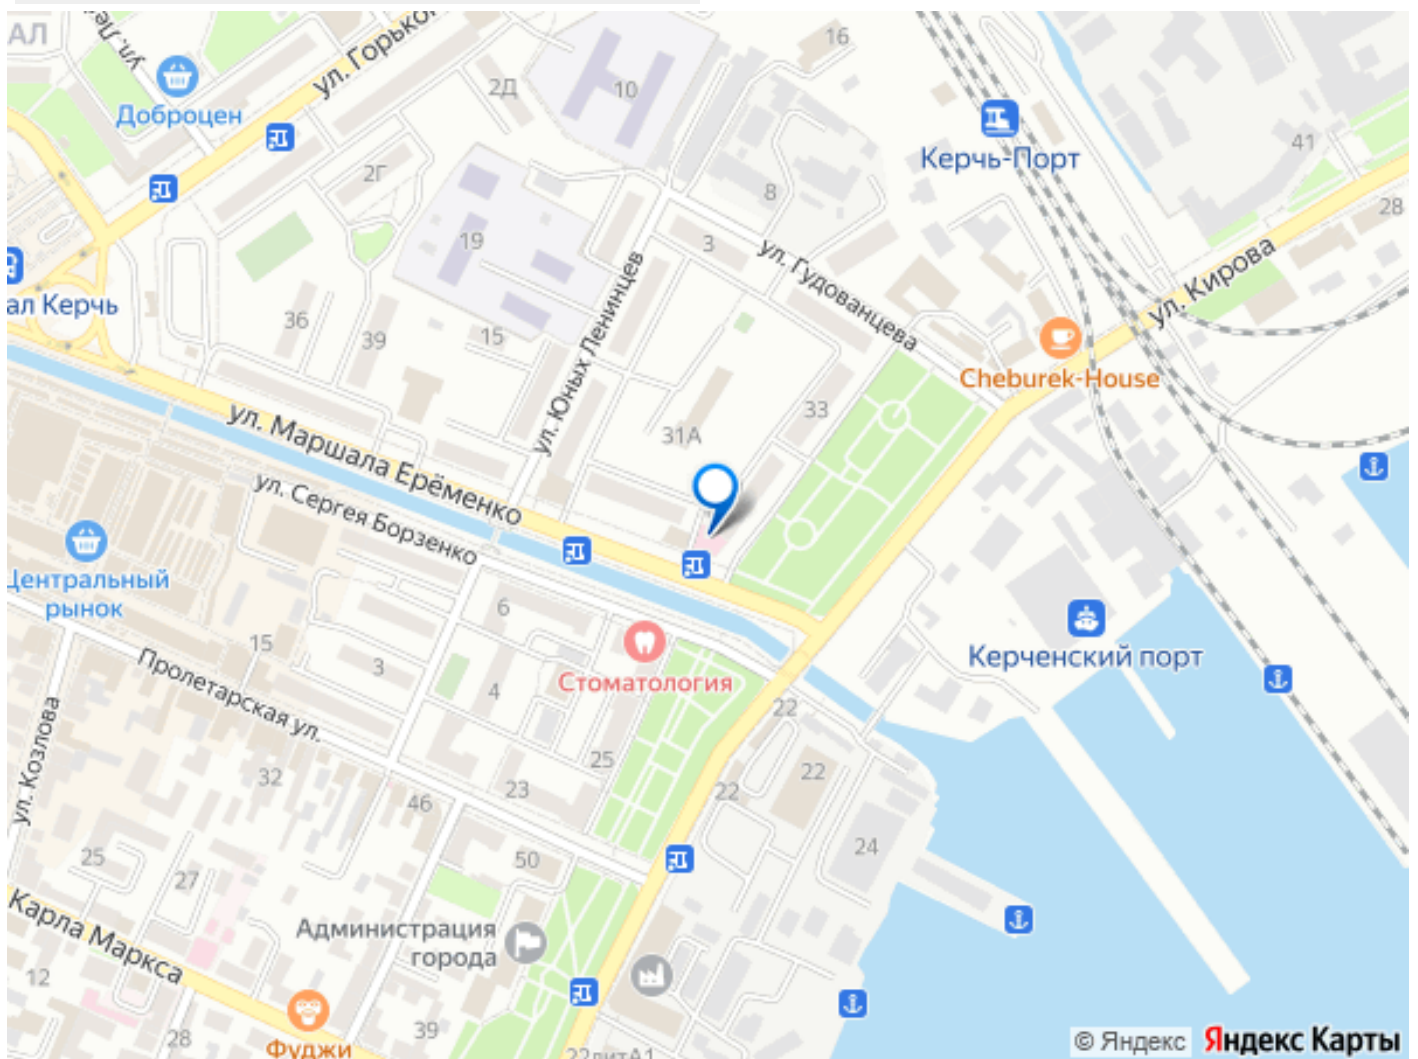 АЛ
ул. Ле
ул. Горько
16
2Д
10
Доброцен
Керчь-Порт
41
2Г
8
28
19
3
ул. Гудованцева
ул. Кирова
ал Керчь
36
39
15
ул. Юных Ленинцев
Cheburek-House
33
31А
ул. Маршала Ерёменко
ул. Сергея Борзенко
Центральный
рынок
6
15
3
4
Стоматология
Керченский порт
Пролетарская ул.
22
ул. Козлова
32
25
23
46
22
22
24
50
25
27
Карла Маркса
Администрация
города
12
28
39
Фуджи
22литА1
© Яндекс Яндекс Карты